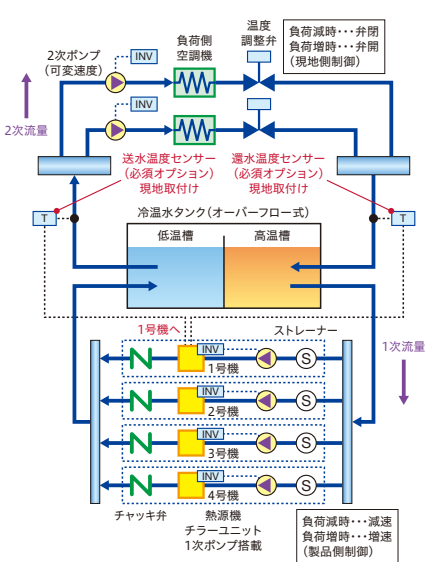 2次ポンプ
(可変速度)
INV
負荷側
空調機
温度
調整弁
負荷減時・・・弁閉
負荷増時・・・弁開
(現地側制御)
INV
2次流量
送水温度センサー
(必須オプション)
現地取付け
還水温度センサー
(必須オプション)
現地取付け
T
T
冷温水タンク(オーバーフロー式)
低温槽
高温槽
1号機へ
ストレーナー
1次流量
INV
S
1号機
INV
S
2号機
INV
S
3号機
INV
S
4号機
チャッキ弁
熱源機
チラーユニット
1次ポンプ搭載
負荷減時・・・減速
負荷増時・・・増速
(製品側制御)